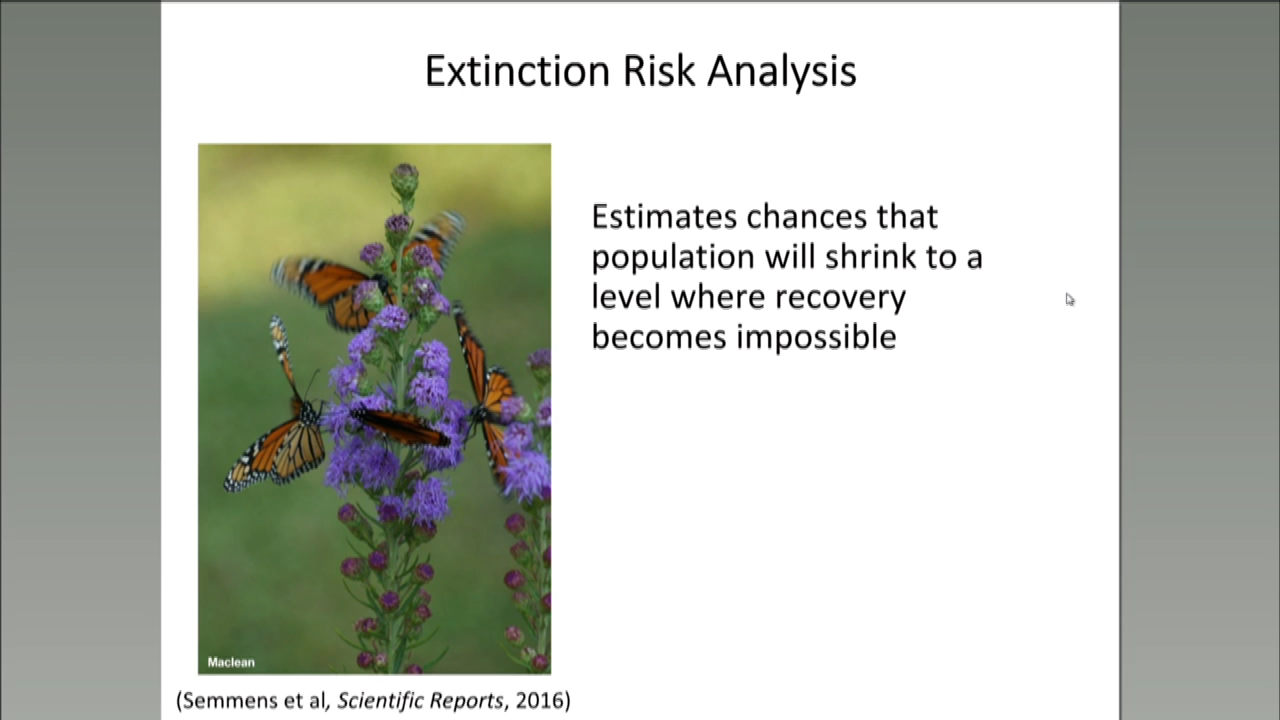 Extinction Risk Analysis
Estimates chances that
population will shrink to a
level where recovery
becomes impossible
Maclean
(Semmens et al, Scientific Reports, 2016)